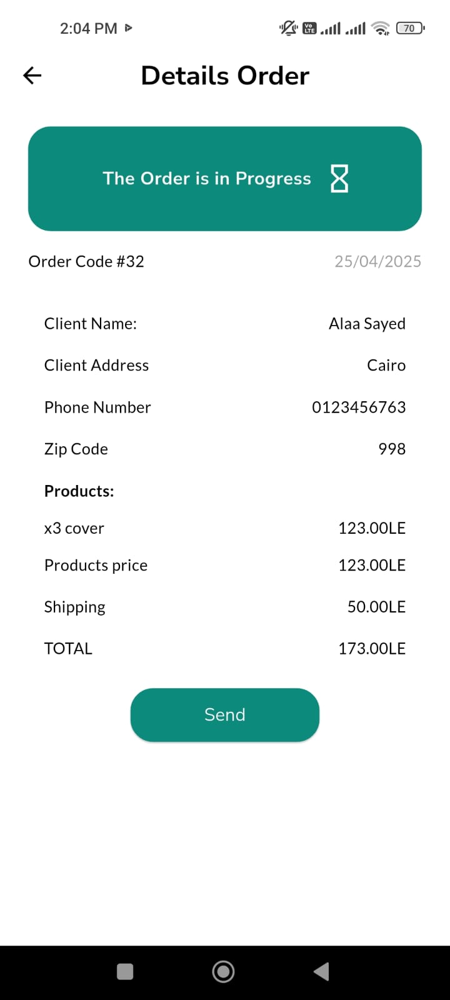 2:04 PM
Vo LTE
70
Details Order
The Order is in Progress
Order Code #32 25/04/2025
Client Name: Alaa Sayed
Client Address Cairo
Phone Number 0123456763
Zip Code 998
Products:
x3 cover 123.00LE
Products price 123.00LE
Shipping 50.00LE
TOTAL 173.00LE
Send